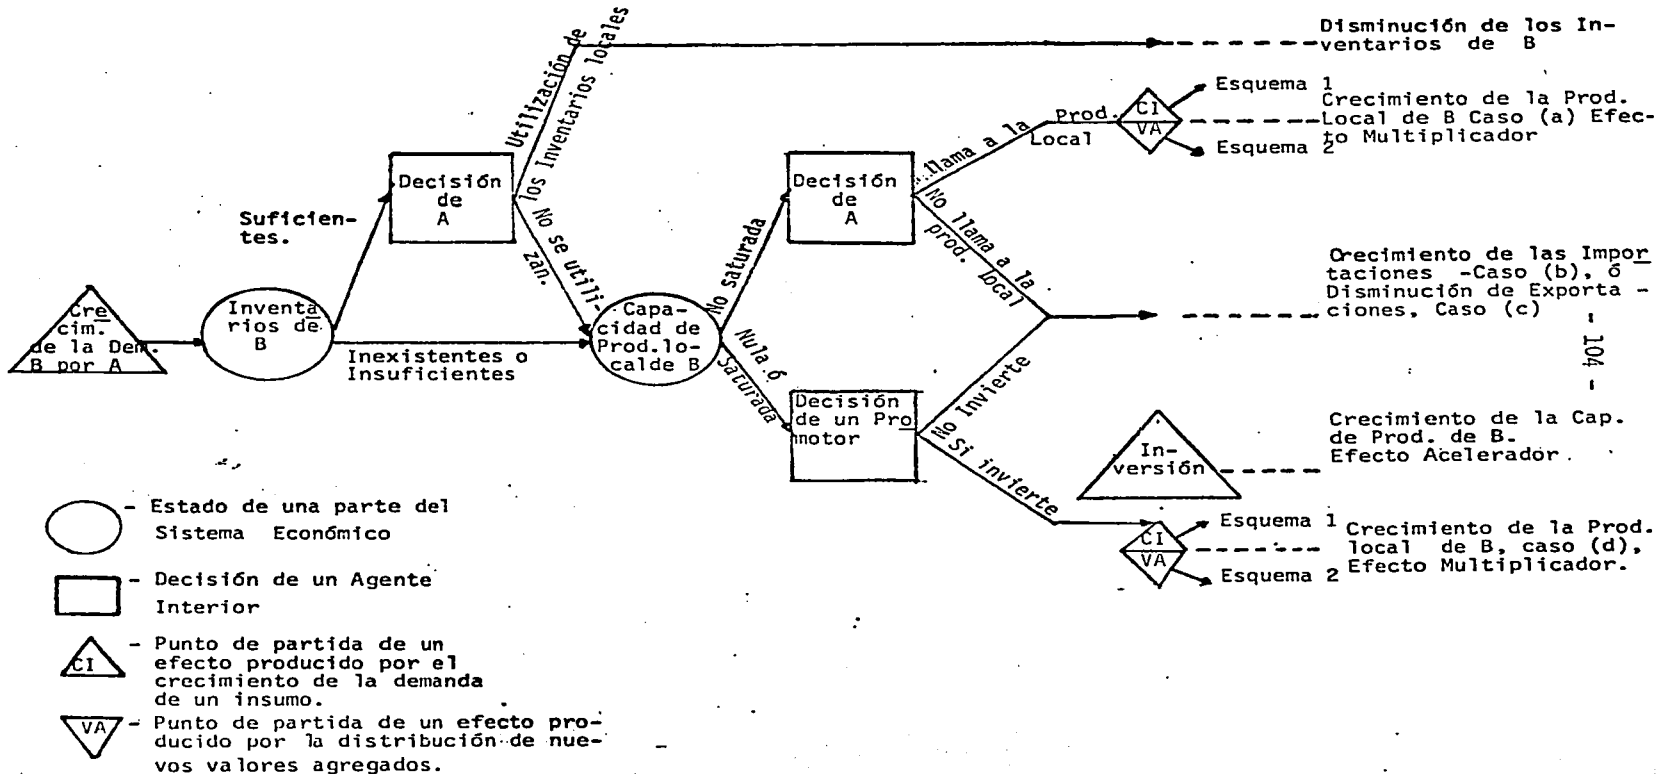 Disminución de los In-
ventarios de B
Utilización de
los Inventarios locales
Esquema 1
Crecimiento de la Prod.
Local de B Caso (a) Efec-
to Multiplicador
CI
VA
Esquema 2
...llama a la
Prod.
Local
Decisión
de
A
Decisión
de
A
Suficien-
tes.
No se utili-
zan.
No saturada
No llama a la
prod. local
Crecimiento de las Impor
taciones -Caso (b), ó
Disminución de Exporta -
ciones, Caso (c)
- 104 -
Cre
cim.
de la Dem.
B por A
Inventa
rios de
B
Inexistentes o
Insuficientes
Capa-
cidad de
Prod.lo-
calde B
Nula ó
Saturada
Decisión
de un Pro
motor
No Invierte
Si invierte
In-
versión
Crecimiento de la Cap.
de Prod. de B.
Efecto Acelerador.
CI
VA
Esquema 1
Esquema 2
Crecimiento de la Prod.
local de B, caso (d),
Efecto Multiplicador.
- Estado de una parte del
Sistema Económico
- Decisión de un Agente
Interior
CI
- Punto de partida de un
efecto producido por el
crecimiento de la demanda
de un insumo.
VA
- Punto de partida de un efecto pro-
ducido por la distribución de nue-
vos valores agregados.